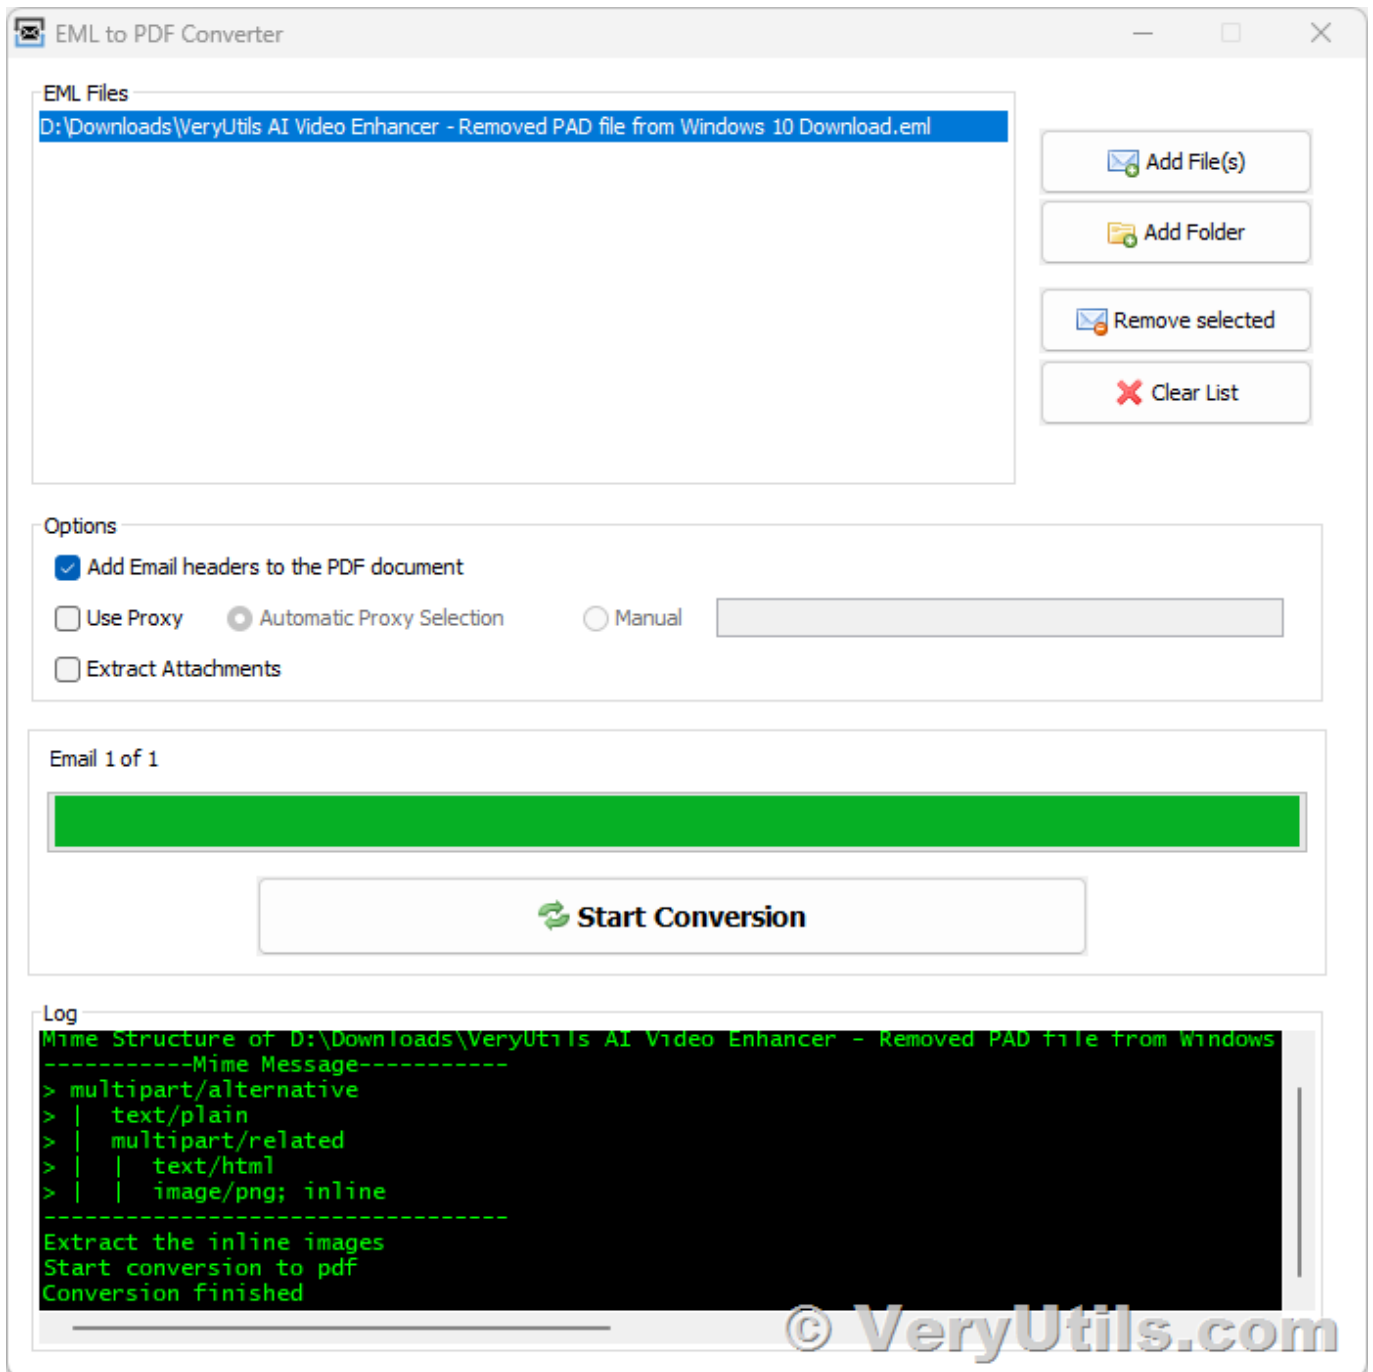 EML to PDF Converter
EML Files
D:\Downloads\VeryUtils AI Video Enhancer - Removed PAD file from Windows 10 Download.eml
Add File(s)
Add Folder
Remove selected
Clear List
Options
Add Email headers to the PDF document
Use Proxy Automatic Proxy Selection Manual
Extract Attachments
Email 1 of 1
Start Conversion
Log
Mime Structure of D:\Downloads\VeryUtils AI Video Enhancer - Removed PAD file from Windows
-----------Mime Message-----------
> multipart/alternative
> | text/plain
> | multipart/related
> | | text/html
> | | image/png; inline
----------------------------------
Extract the inline images
Start conversion to pdf
Conversion finished
© VeryUtils.com